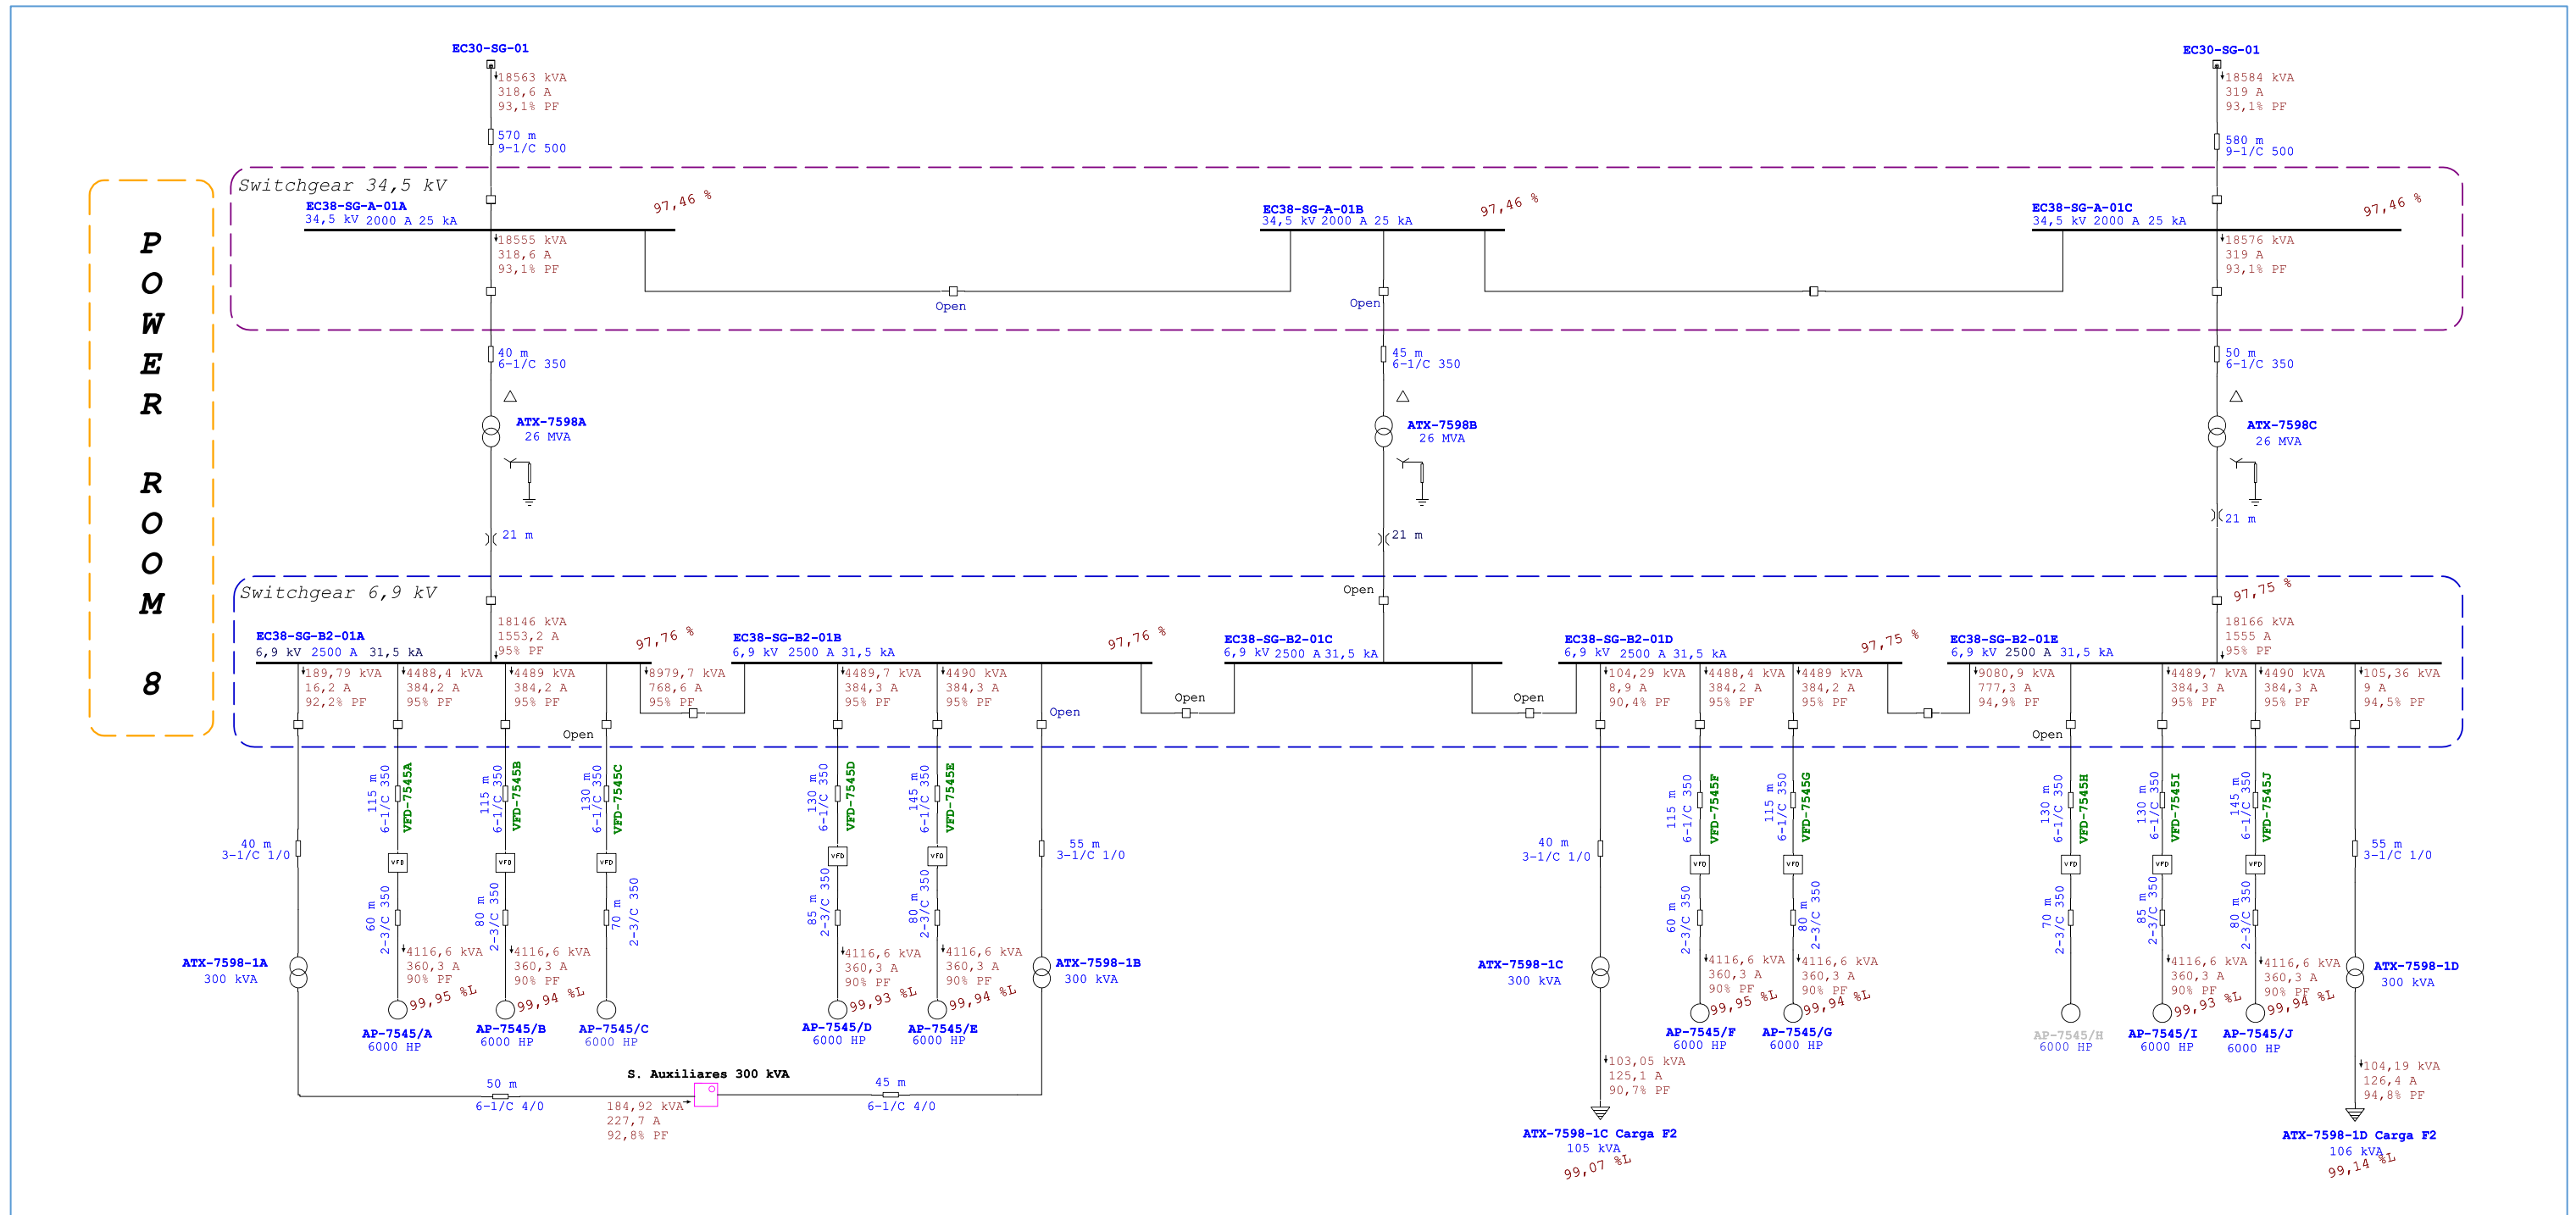 EC30-SG-01
18563 kVA
318,6 A
93,1% PF
570 m
9-1/C 500
EC30-SG-01
18584 kVA
319 A
93,1% PF
580 m
9-1/C 500
POWER ROOM 8
Switchgear 34,5 kV
EC38-SG-A-01A
34,5 kV 2000 A 25 kA
97,46 %
18555 kVA
318,6 A
93,1% PF
Open
EC38-SG-A-01B
34,5 kV 2000 A 25 kA
97,46 %
Open
EC38-SG-A-01C
34,5 kV 2000 A 25 kA
97,46 %
18576 kVA
319 A
93,1% PF
40 m
6-1/C 350
ATX-7598A
26 MVA
21 m
45 m
6-1/C 350
ATX-7598B
26 MVA
21 m
50 m
6-1/C 350
ATX-7598C
26 MVA
21 m
Switchgear 6,9 kV
18146 kVA
1553,2 A
95% PF
EC38-SG-B2-01A
6,9 kV 2500 A 31,5 kA
97,76 %
EC38-SG-B2-01B
6,9 kV 2500 A 31,5 kA
97,76 %
Open
EC38-SG-B2-01C
6,9 kV 2500 A 31,5 kA
EC38-SG-B2-01D
6,9 kV 2500 A 31,5 kA
97,75 %
EC38-SG-B2-01E
6,9 kV 2500 A 31,5 kA
97,75 %
18166 kVA
1555 A
95% PF
189,79 kVA
16,2 A
92,2% PF
4488,4 kVA
384,2 A
95% PF
4489 kVA
384,2 A
95% PF
Open
8979,7 kVA
768,6 A
95% PF
4489,7 kVA
384,3 A
95% PF
4490 kVA
384,3 A
95% PF
Open
Open
Open
104,29 kVA
8,9 A
90,4% PF
4488,4 kVA
384,2 A
95% PF
4489 kVA
384,2 A
95% PF
9080,9 kVA
777,3 A
94,9% PF
Open
4489,7 kVA
384,3 A
95% PF
4490 kVA
384,3 A
95% PF
105,36 kVA
9 A
94,5% PF
40 m
3-1/C 1/0
115 m
6-1/C 350
VFD-7545A
115 m
6-1/C 350
VFD-7545B
130 m
6-1/C 350
VFD-7545C
130 m
6-1/C 350
VFD-7545D
145 m
6-1/C 350
VFD-7545E
55 m
3-1/C 1/0
40 m
3-1/C 1/0
115 m
6-1/C 350
VFD-7545F
115 m
6-1/C 350
VFD-7545G
130 m
6-1/C 350
VFD-7545H
130 m
6-1/C 350
VFD-7545I
145 m
6-1/C 350
VFD-7545J
55 m
3-1/C 1/0
VFD
VFD
VFD
VFD
VFD
VFD
VFD
VFD
VFD
VFD
60 m
2-3/C 350
80 m
2-3/C 350
70 m
2-3/C 350
85 m
2-3/C 350
80 m
2-3/C 350
60 m
2-3/C 350
80 m
2-3/C 350
70 m
2-3/C 350
85 m
2-3/C 350
80 m
2-3/C 350
ATX-7598-1A
300 kVA
4116,6 kVA
360,3 A
90% PF
99,95 %L
AP-7545/A
6000 HP
4116,6 kVA
360,3 A
90% PF
99,94 %L
AP-7545/B
6000 HP
AP-7545/C
6000 HP
4116,6 kVA
360,3 A
90% PF
99,93 %L
AP-7545/D
6000 HP
4116,6 kVA
360,3 A
90% PF
99,94 %L
AP-7545/E
6000 HP
ATX-7598-1B
300 kVA
ATX-7598-1C
300 kVA
4116,6 kVA
360,3 A
90% PF
99,95 %L
AP-7545/F
6000 HP
4116,6 kVA
360,3 A
90% PF
99,94 %L
AP-7545/G
6000 HP
AP-7545/H
6000 HP
4116,6 kVA
360,3 A
90% PF
99,93 %L
AP-7545/I
6000 HP
4116,6 kVA
360,3 A
90% PF
99,94 %L
AP-7545/J
6000 HP
ATX-7598-1D
300 kVA
50 m
6-1/C 4/0
S. Auxiliares 300 kVA
184,92 kVA
227,7 A
92,8% PF
45 m
6-1/C 4/0
103,05 kVA
125,1 A
90,7% PF
ATX-7598-1C Carga F2
105 kVA
99,07 %L
104,19 kVA
126,4 A
94,8% PF
ATX-7598-1D Carga F2
106 kVA
99,14 %L